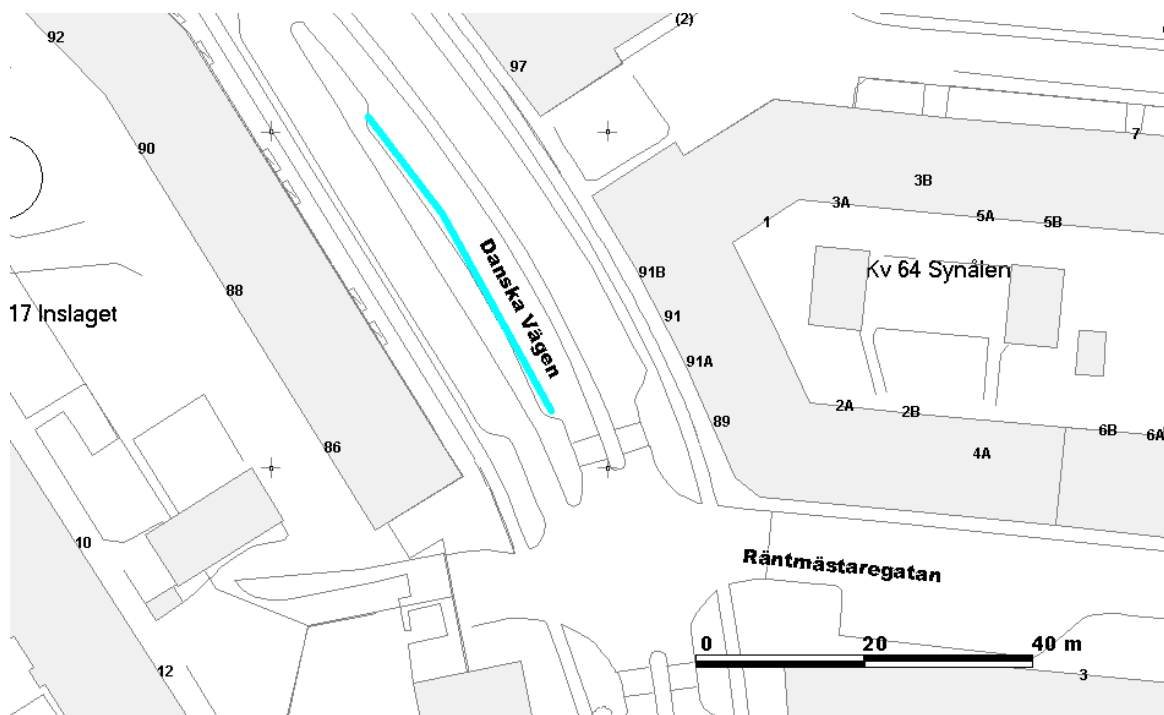 92
(2)
97
90
7
3B
3A
1
5A
5B
Danska Vägen
91B
Kv 64 Synålen
88
17 Inslaget
91
91A
2A
2B
89
6B
6A
86
4A
10
Räntmästaregatan
0 20 40 m
12
3